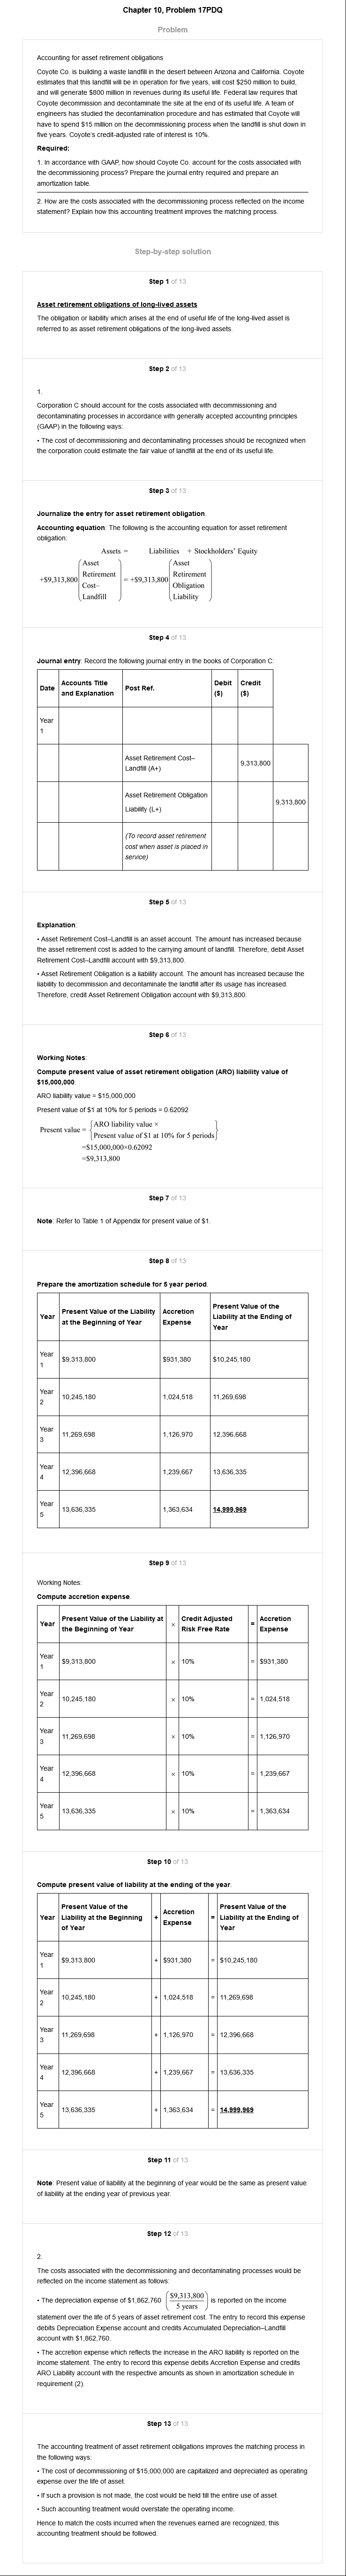 Chapter 10, Problem 17PDQ
Problem
Accounting for asset retirement obligations
Coyote Co. is building a waste landfill in the desert between Arizona and California. Coyote
estimates that this landfill will be in operation for five years, will cost $250 million to build,
and will generate $800 million in revenues during its useful life. Federal law requires that
Coyote decommission and decontaminate the site at the end of its useful life. A team of
engineers has studied the decontamination procedure and has estimated that Coyote will
have to spend $15 million on the decommissioning process when the landfill is shut down in
five years. Coyote's credit-adjusted rate of interest is 10%.
Required:
1. In accordance with GAAP, how should Coyote Co. account for the costs associated with
the decommissioning process? Prepare the journal entry required and prepare an
amortization table.
2. How are the costs associated with the decommissioning process reflected on the income
statement? Explain how this accounting treatment improves the matching process.
Step-by-step solution
Step 1 of 13
Asset retirement obligations of long-lived assets
The obligation or liability which arises at the end of useful life of the long-lived asset is
referred to as asset retirement obligations of the long-lived assets.
Step 2 of 13
1.
Corporation C should account for the costs associated with decommissioning and
decontaminating processes in accordance with generally accepted accounting principles
(GAAP) in the following ways:
• The cost of decommissioning and decontaminating processes should be recognized when
the corporation could estimate the fair value of landfill at the end of its useful life.
Step 3 of 13
Journalize the entry for asset retirement obligation.
Accounting equation: The following is the accounting equation for asset retirement
obligation:
Assets = Liabilities + Stockholders' Equity
+$9,313,800 (Asset Retirement Cost– Landfill) = +$9,313,800 (Asset Retirement Obligation Liability)
Step 4 of 13
Journal entry: Record the following journal entry in the books of Corporation C:
Date Accounts Title and Explanation Post Ref. Debit ($) Credit ($)
Year 1
Asset Retirement Cost–
Landfill (A+) 9,313,800
Asset Retirement Obligation
Liability (L+) 9,313,800
(To record asset retirement
cost when asset is placed in
service)
Step 5 of 13
Explanation:
• Asset Retirement Cost–Landfill is an asset account. The amount has increased because
the asset retirement cost is added to the carrying amount of landfill. Therefore, debit Asset
Retirement Cost–Landfill account with $9,313,800.
• Asset Retirement Obligation is a liability account. The amount has increased because the
liability to decommission and decontaminate the landfill after its usage has increased.
Therefore, credit Asset Retirement Obligation account with $9,313,800.
Step 6 of 13
Working Notes:
Compute present value of asset retirement obligation (ARO) liability value of
$15,000,000.
ARO liability value = $15,000,000
Present value of $1 at 10% for 5 periods = 0.62092
Present value = {ARO liability value × Present value of $1 at 10% for 5 periods}
=$15,000,000×0.62092
=$9,313,800
Step 7 of 13
Note: Refer to Table 1 of Appendix for present value of $1.
Step 8 of 13
Prepare the amortization schedule for 5 year period.
Year Present Value of the Liability at the Beginning of Year Accretion Expense Present Value of the Liability at the Ending of Year
Year 1 $9,313,800 $931,380 $10,245,180
Year 2 10,245,180 1,024,518 11,269,698
Year 3 11,269,698 1,126,970 12,396,668
Year 4 12,396,668 1,239,667 13,636,335
Year 5 13,636,335 1,363,634 14,999,969
Step 9 of 13
Working Notes:
Compute accretion expense.
Year Present Value of the Liability at the Beginning of Year × Credit Adjusted Risk Free Rate = Accretion Expense
Year 1 $9,313,800 × 10% = $931,380
Year 2 10,245,180 × 10% = 1,024,518
Year 3 11,269,698 × 10% = 1,126,970
Year 4 12,396,668 × 10% = 1,239,667
Year 5 13,636,335 × 10% = 1,363,634
Step 10 of 13
Compute present value of liability at the ending of the year.
Year Present Value of the Liability at the Beginning of Year + Accretion Expense = Present Value of the Liability at the Ending of Year
Year 1 $9,313,800 + $931,380 = $10,245,180
Year 2 10,245,180 + 1,024,518 = 11,269,698
Year 3 11,269,698 + 1,126,970 = 12,396,668
Year 4 12,396,668 + 1,239,667 = 13,636,335
Year 5 13,636,335 + 1,363,634 = 14,999,969
Step 11 of 13
Note: Present value of liability at the beginning of year would be the same as present value
of liability at the ending year of previous year.
Step 12 of 13
2.
The costs associated with the decommissioning and decontaminating processes would be
reflected on the income statement as follows:
• The depreciation expense of $1,862,760 ($9,313,800 / 5 years) is reported on the income
statement over the life of 5 years of asset retirement cost. The entry to record this expense
debits Depreciation Expense account and credits Accumulated Depreciation–Landfill
account with $1,862,760.
• The accretion expense which reflects the increase in the ARO liability is reported on the
income statement. The entry to record this expense debits Accretion Expense and credits
ARO Liability account with the respective amounts as shown in amortization schedule in
requirement (2).
Step 13 of 13
The accounting treatment of asset retirement obligations improves the matching process in
the following ways:
• The cost of decommissioning of $15,000,000 are capitalized and depreciated as operating
expense over the life of asset.
• If such a provision is not made, the cost would be held till the entire use of asset.
• Such accounting treatment would overstate the operating income.
Hence to match the costs incurred when the revenues earned are recognized, this
accounting treatment should be followed.